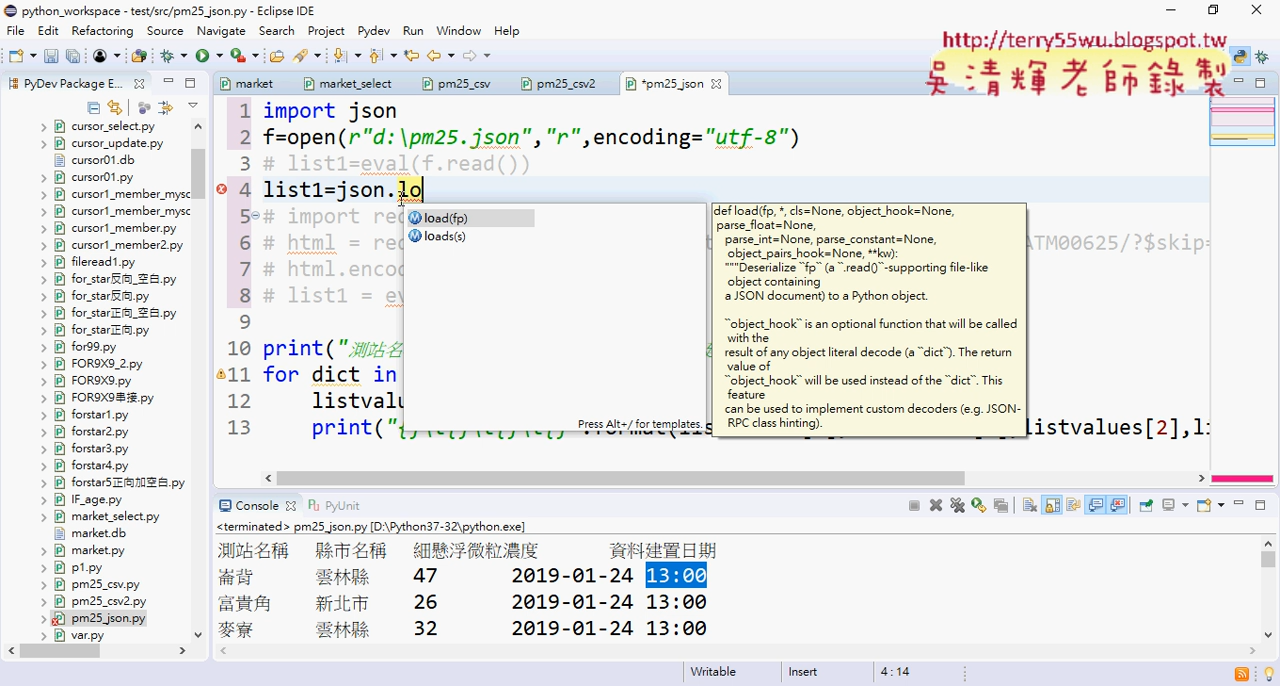 python_workspace - test/src/pm25_json.py - Eclipse IDE
File Edit Refactoring Source Navigate Search Project Pydev Run Window Help
http://terry55wu.blogspot.tw
吳清輝老師錄製
PyDev Package E...
market market_select pm25_csv pm25_csv2 *pm25_json
cursor_select.py
cursor_update.py
cursor01.db
cursor01.py
cursor1_member_mysc
cursor1_member_mysc
cursor1_member.py
cursor1_member2.py
fileread1.py
for_star反向_空白.py
for_star反向.py
for_star正向_空白.py
for_star正向.py
for99.py
FOR9X9_2.py
FOR9X9.py
FOR9X9串接.py
forstar1.py
forstar2.py
forstar3.py
forstar4.py
forstar5正向加空白.py
IF_age.py
market_select.py
market.db
market.py
p1.py
pm25_csv.py
pm25_csv2.py
pm25_json.py
var.py
1 import json
2 f=open(r"d:\pm25.json","r",encoding="utf-8")
3 # list1=eval(f.read())
4 list1=json.lo
5 # import rec
6 # html = rec ATM00625/?$skip=
7 # html.encod
8 # list1 = ev
9
10 print("測站名
11 for dict in
12 listvalu
13 print("{}\t{}\t{}\t{}".format(lis listvalues[2],li
load(fp)
loads(s)
Press Alt+/ for templates.
def load(fp, *, cls=None, object_hook=None,
parse_float=None,
parse_int=None, parse_constant=None,
object_pairs_hook=None, **kw):
"""Deserialize ``fp`` (a ``.read()``-supporting file-like
object containing
a JSON document) to a Python object.
``object_hook`` is an optional function that will be called
with the
result of any object literal decode (a ``dict``). The return
value of
``object_hook`` will be used instead of the ``dict``. This
feature
can be used to implement custom decoders (e.g. JSON-
RPC class hinting).
Console PyUnit
<terminated> pm25_json.py [D:\Python37-32\python.exe]
測站名稱 縣市名稱 細懸浮微粒濃度 資料建置日期
崙背 雲林縣 47 2019-01-24 13:00
富貴角 新北市 26 2019-01-24 13:00
麥寮 雲林縣 32 2019-01-24 13:00
Writable Insert 4 : 14